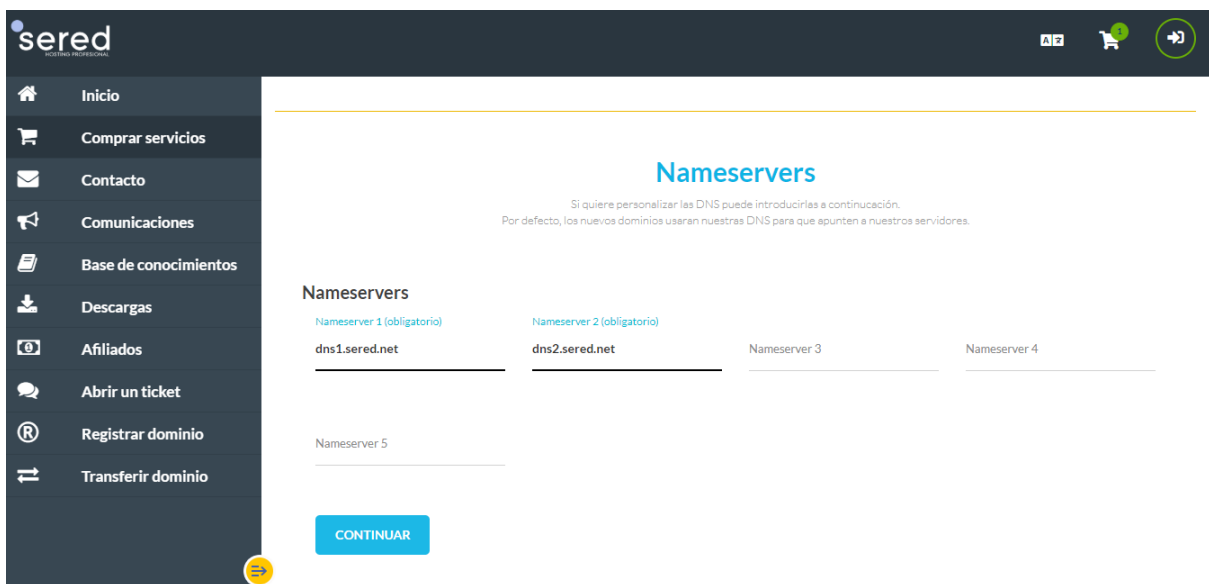 sered
HOSTING PROFESIONAL
1
Inicio
Comprar servicios
Contacto
Comunicaciones
Base de conocimientos
Descargas
Afiliados
Abrir un ticket
Registrar dominio
Transferir dominio
Nameservers
Si quiere personalizar las DNS puede introducirlas a continucación.
Por defecto, los nuevos dominios usaran nuestras DNS para que apunten a nuestros servidores.
Nameservers
Nameserver 1 (obligatorio) Nameserver 2 (obligatorio)
dns1.sered.net dns2.sered.net Nameserver 3 Nameserver 4
Nameserver 5
CONTINUAR